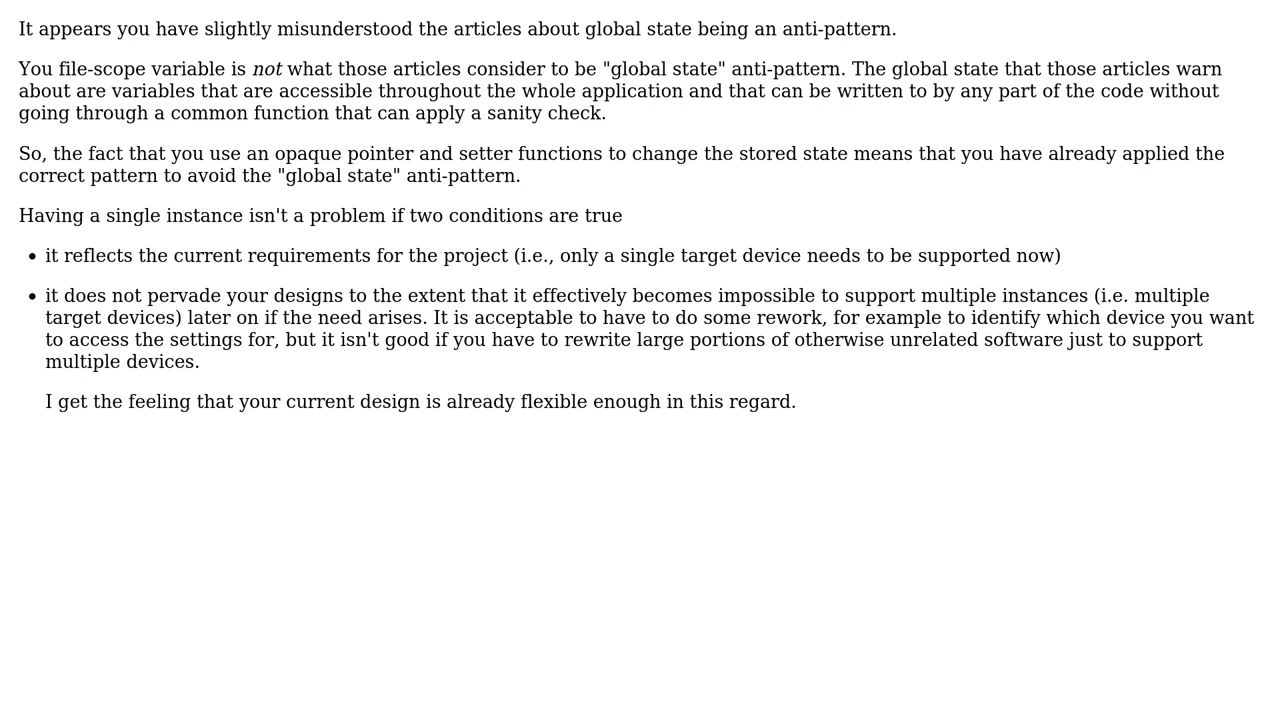 It appears you have slightly misunderstood the articles about global state being an anti-pattern.
You file-scope variable is not what those articles consider to be "global state" anti-pattern. The global state that those articles warn
about are variables that are accessible throughout the whole application and that can be written to by any part of the code without
going through a common function that can apply a sanity check.
So, the fact that you use an opaque pointer and setter functions to change the stored state means that you have already applied the
correct pattern to avoid the "global state" anti-pattern.
Having a single instance isn't a problem if two conditions are true
• it reflects the current requirements for the project (i.e., only a single target device needs to be supported now)
• it does not pervade your designs to the extent that it effectively becomes impossible to support multiple instances (i.e. multiple
target devices) later on if the need arises. It is acceptable to have to do some rework, for example to identify which device you want
to access the settings for, but it isn't good if you have to rewrite large portions of otherwise unrelated software just to support
multiple devices.
I get the feeling that your current design is already flexible enough in this regard.